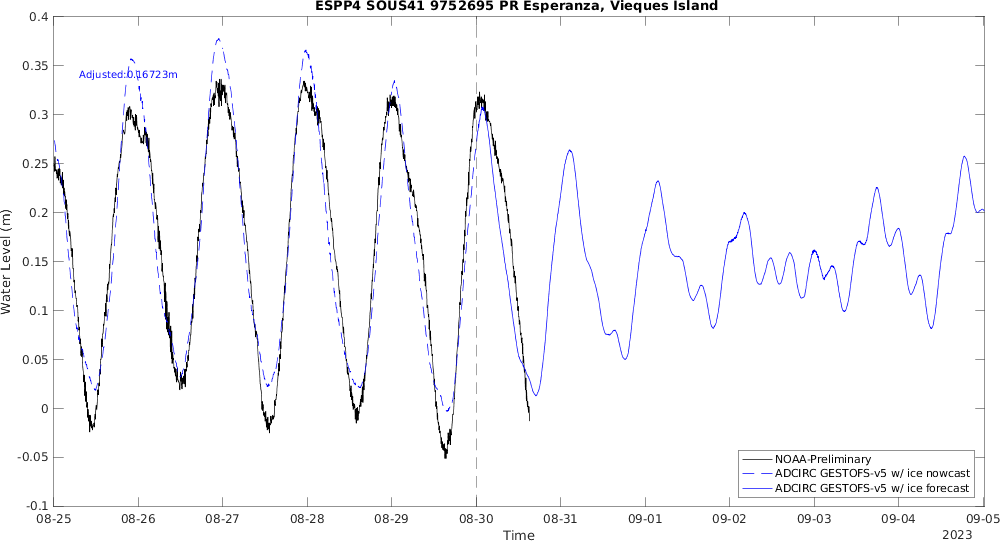 ESPP4 SOUS41 9752695 PR Esperanza, Vieques Island
0.4
0.35
0.3
0.25
0.2
0.15
0.1
0.05
0
-0.05
-0.1
Water Level (m)
Adjusted:0.16723m
NOAA-Preliminary
ADCIRC GESTOFS-v5 w/ ice nowcast
ADCIRC GESTOFS-v5 w/ ice forecast
08-25 08-26 08-27 08-28 08-29 08-30 08-31 09-01 09-02 09-03 09-04 09-05
Time
2023